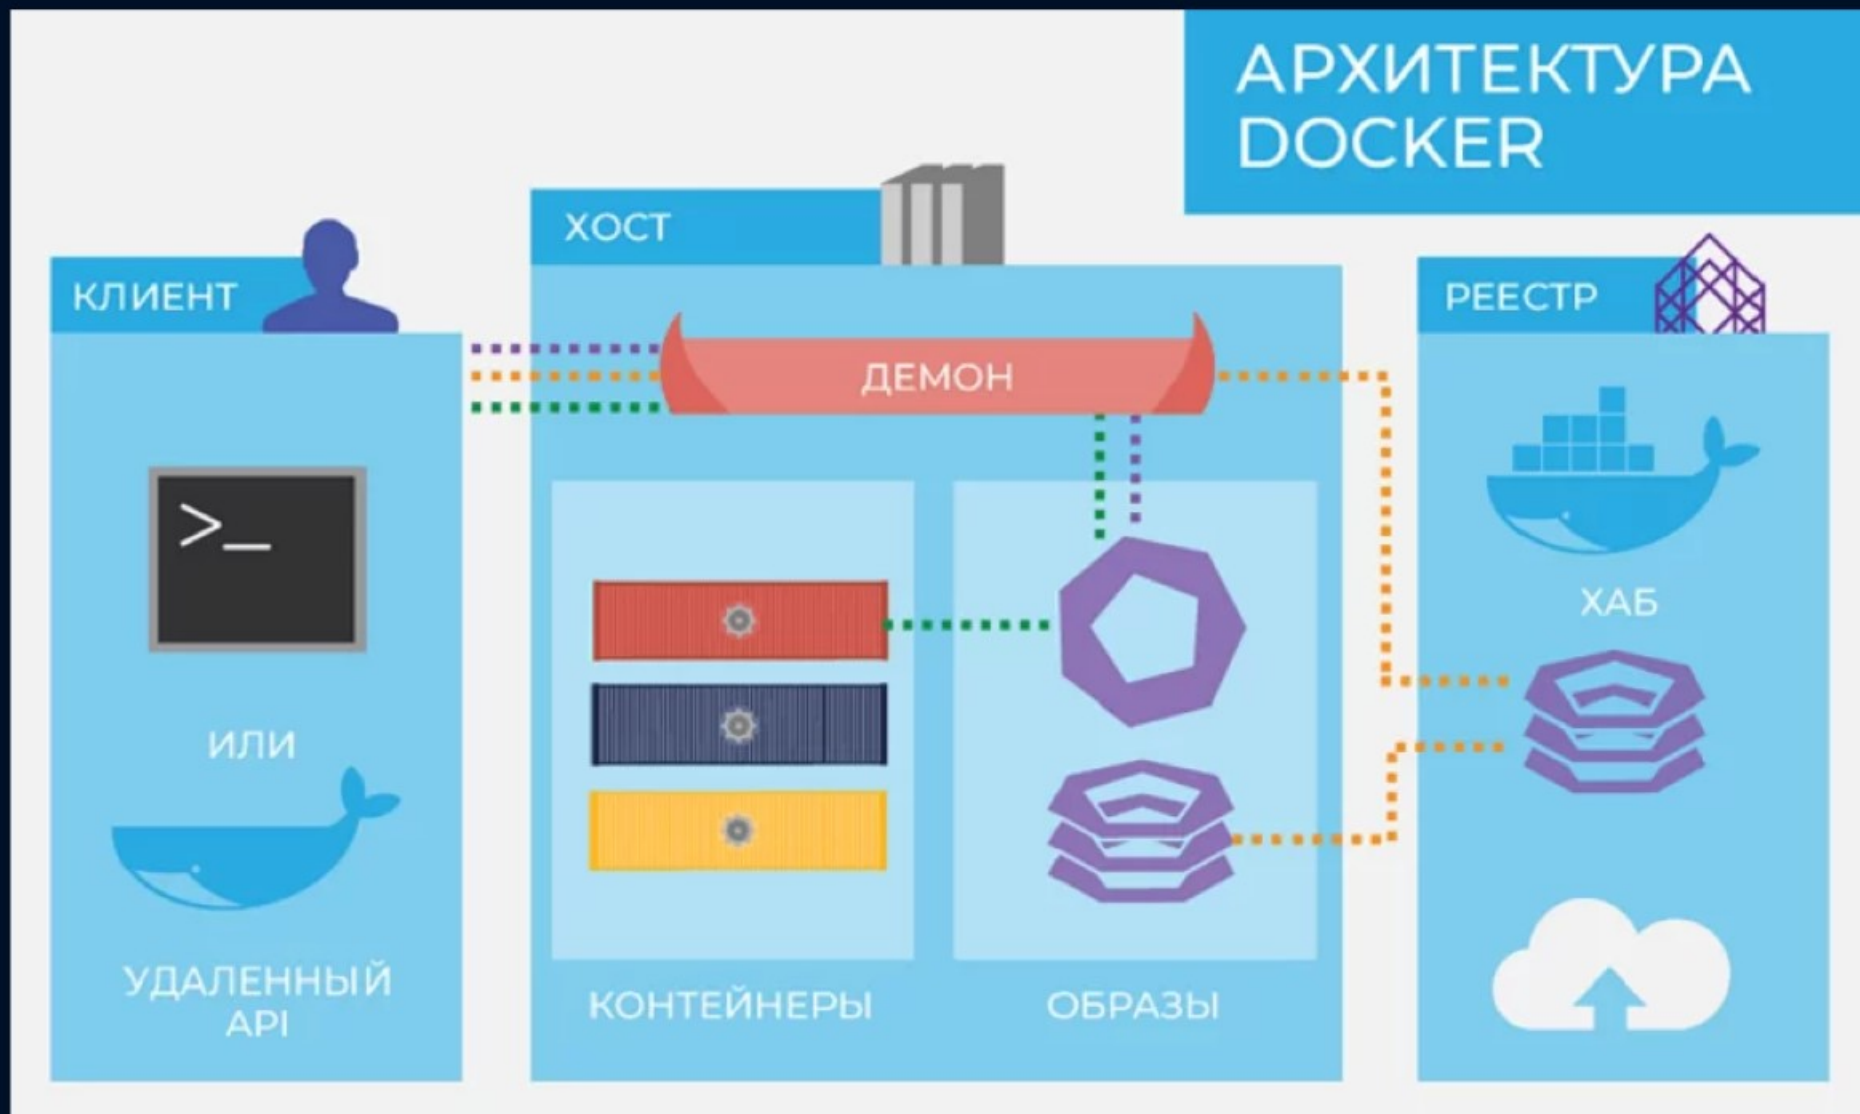 АРХИТЕКТУРА
DOCKER
КЛИЕНТ
>_
ИЛИ
УДАЛЕННЫЙ
API
ХОСТ
ДЕМОН
КОНТЕЙНЕРЫ
ОБРАЗЫ
РЕЕСТР
ХАБ